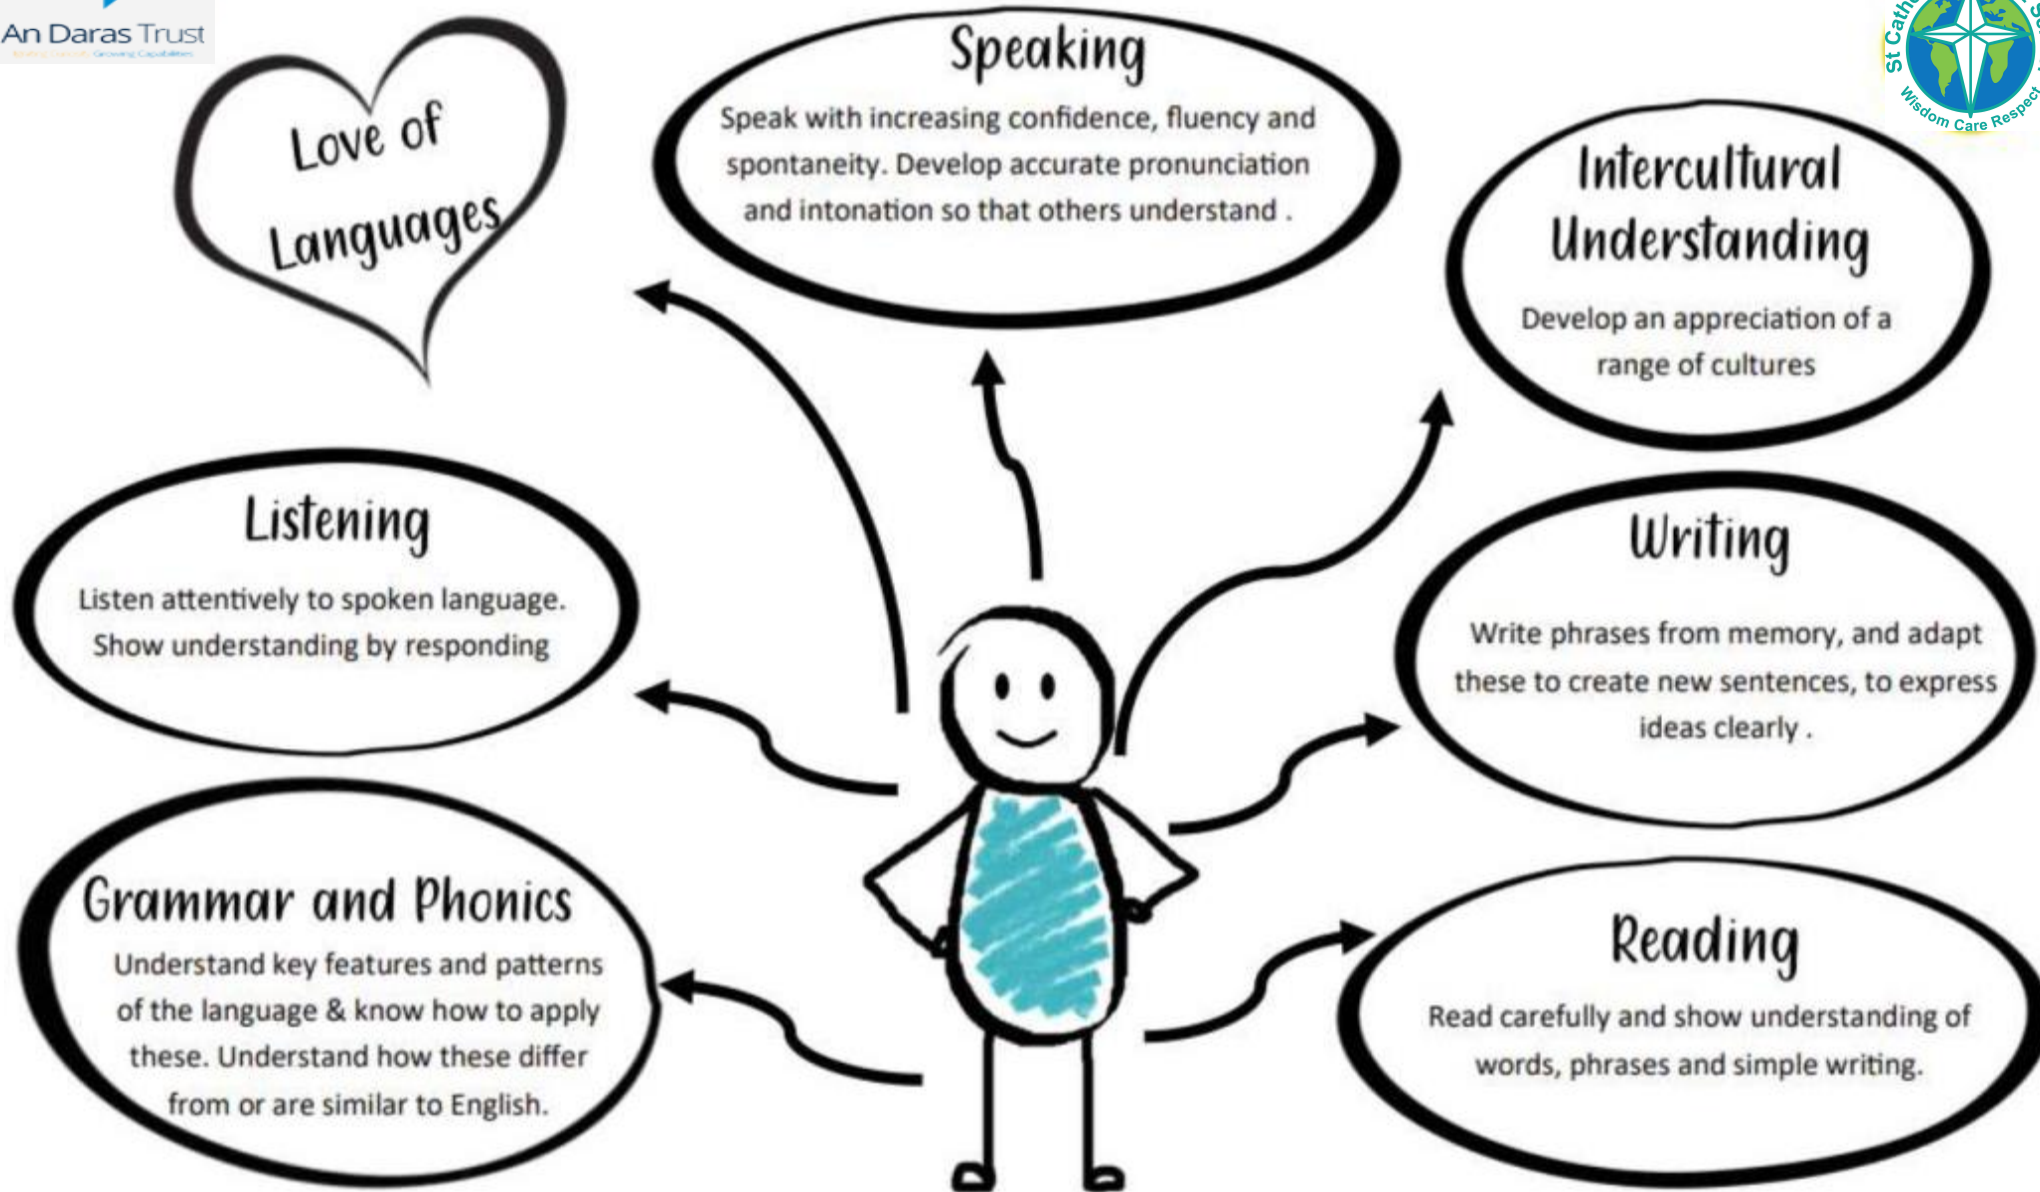 An Daras Trust
Love of
Languages
Speaking
Speak with increasing confidence, fluency and
spontaneity. Develop accurate pronunciation
and intonation so that others understand .
St
Wisdom Care Respect
Intercultural
Understanding
Develop an appreciation of a
range of cultures
Listening
Listen attentively to spoken language.
Show understanding by responding
Writing
Write phrases from memory, and adapt
these to create new sentences, to express
ideas clearly .
Grammar and Phonics
Understand key features and patterns
of the language & know how to apply
these. Understand how these differ
from or are similar to English.
Reading
Read carefully and show understanding of
words, phrases and simple writing.